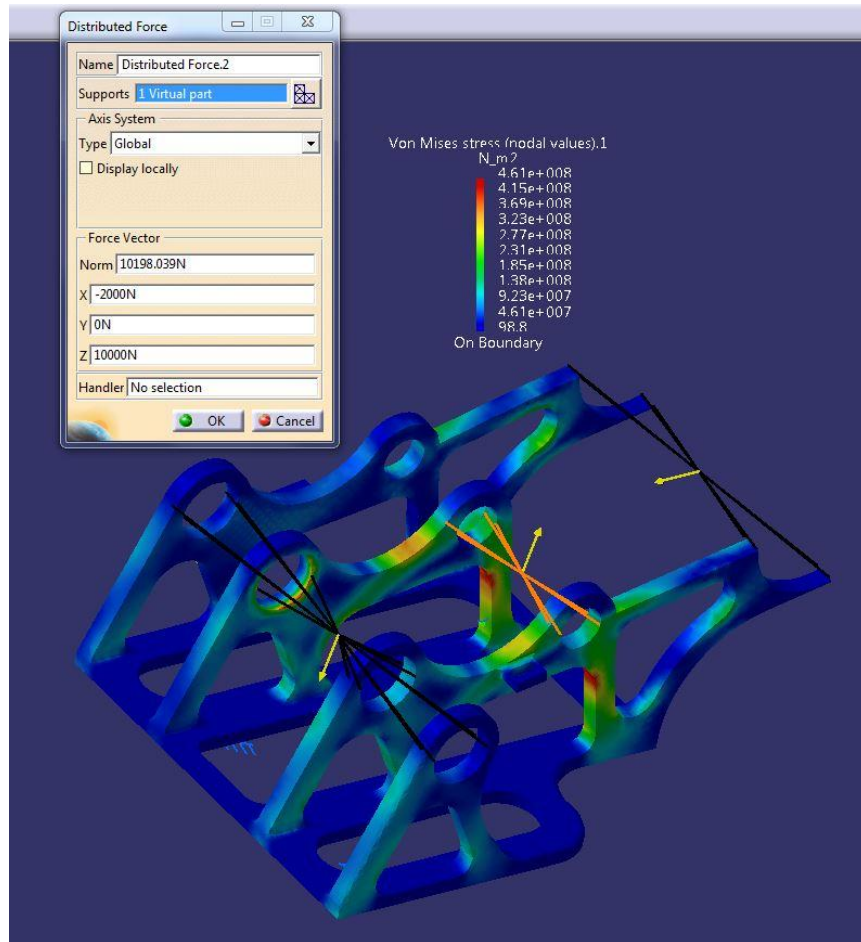 Distributed Force
Name Distributed Force.2
Supports 1 Virtual part
Axis System
Type Global
Display locally
Force Vector
Norm 10198.039N
X -2000N
Y 0N
Z 10000N
Handler No selection
OK Cancel
Von Mises stress (nodal values).1
N_m2
4.61e+008
4.15e+008
3.69e+008
3.23e+008
2.77e+008
2.31e+008
1.85e+008
1.38e+008
9.23e+007
4.61e+007
98.8
On Boundary